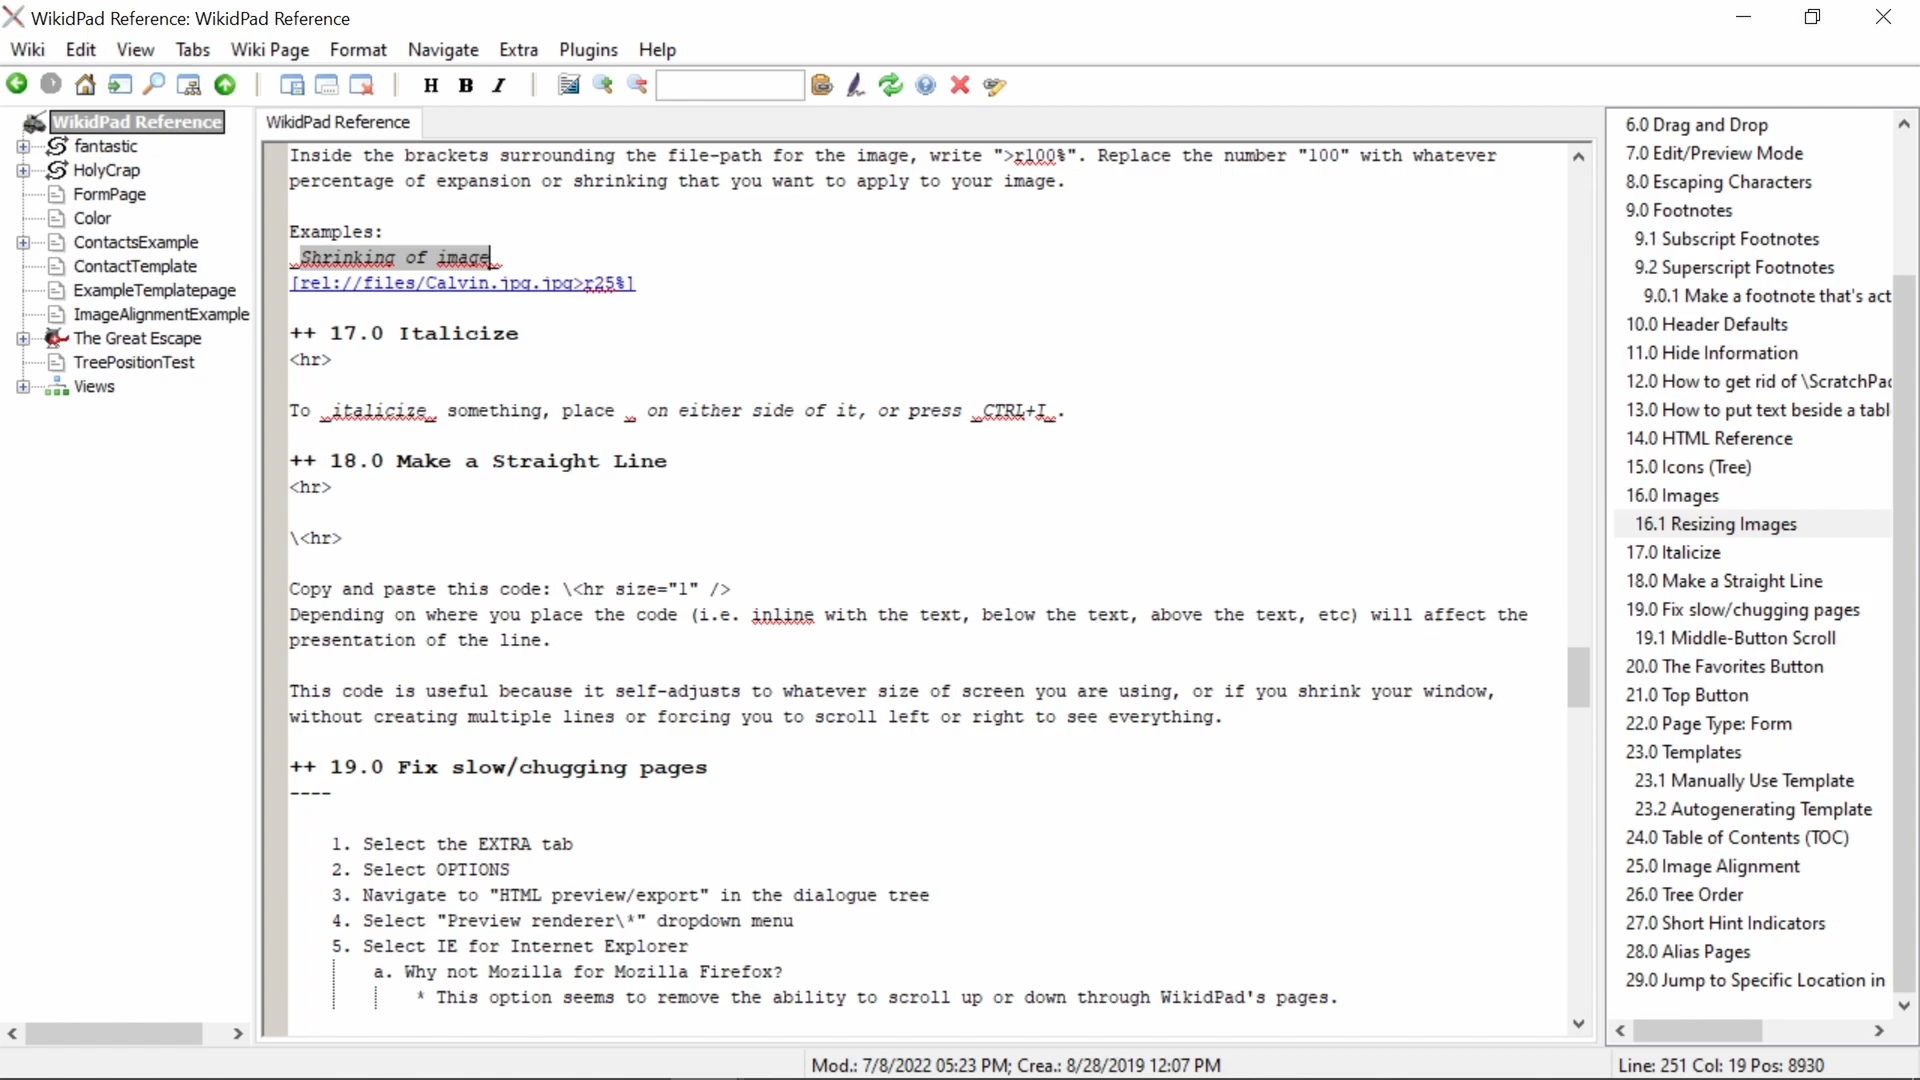 WikidPad Reference: WikidPad Reference
Wiki Edit View Tabs Wiki Page Format Navigate Extra Plugins Help
H B I
WikidPad Reference
fantastic
HolyCrap
FormPage
Color
ContactsExample
ContactTemplate
ExampleTemplatepage
ImageAlignmentExample
The Great Escape
TreePositionTest
Views
WikidPad Reference
Inside the brackets surrounding the file-path for the image, write ">r100%". Replace the number "100" with whatever
percentage of expansion or shrinking that you want to apply to your image.
Examples:
_Shrinking of image_
[rel://files/Calvin.jpg.jpg>r25%]
++ 17.0 Italicize
<hr>
To _italicize_ something, place _ on either side of it, or press _CTRL+I_.
++ 18.0 Make a Straight Line
<hr>
\<hr>
Copy and paste this code: \<hr size="1" />
Depending on where you place the code (i.e. inline with the text, below the text, above the text, etc) will affect the
presentation of the line.
This code is useful because it self-adjusts to whatever size of screen you are using, or if you shrink your window,
without creating multiple lines or forcing you to scroll left or right to see everything.
++ 19.0 Fix slow/chugging pages
----
1. Select the EXTRA tab
2. Select OPTIONS
3. Navigate to "HTML preview/export" in the dialogue tree
4. Select "Preview renderer\*" dropdown menu
5. Select IE for Internet Explorer
a. Why not Mozilla for Mozilla Firefox?
* This option seems to remove the ability to scroll up or down through WikidPad's pages.
6.0 Drag and Drop
7.0 Edit/Preview Mode
8.0 Escaping Characters
9.0 Footnotes
9.1 Subscript Footnotes
9.2 Superscript Footnotes
9.0.1 Make a footnote that's act
10.0 Header Defaults
11.0 Hide Information
12.0 How to get rid of \ScratchPad
13.0 How to put text beside a tabl
14.0 HTML Reference
15.0 Icons (Tree)
16.0 Images
16.1 Resizing Images
17.0 Italicize
18.0 Make a Straight Line
19.0 Fix slow/chugging pages
19.1 Middle-Button Scroll
20.0 The Favorites Button
21.0 Top Button
22.0 Page Type: Form
23.0 Templates
23.1 Manually Use Template
23.2 Autogenerating Template
24.0 Table of Contents (TOC)
25.0 Image Alignment
26.0 Tree Order
27.0 Short Hint Indicators
28.0 Alias Pages
29.0 Jump to Specific Location in
Mod.: 7/8/2022 05:23 PM; Crea.: 8/28/2019 12:07 PM
Line: 251 Col: 19 Pos: 8930